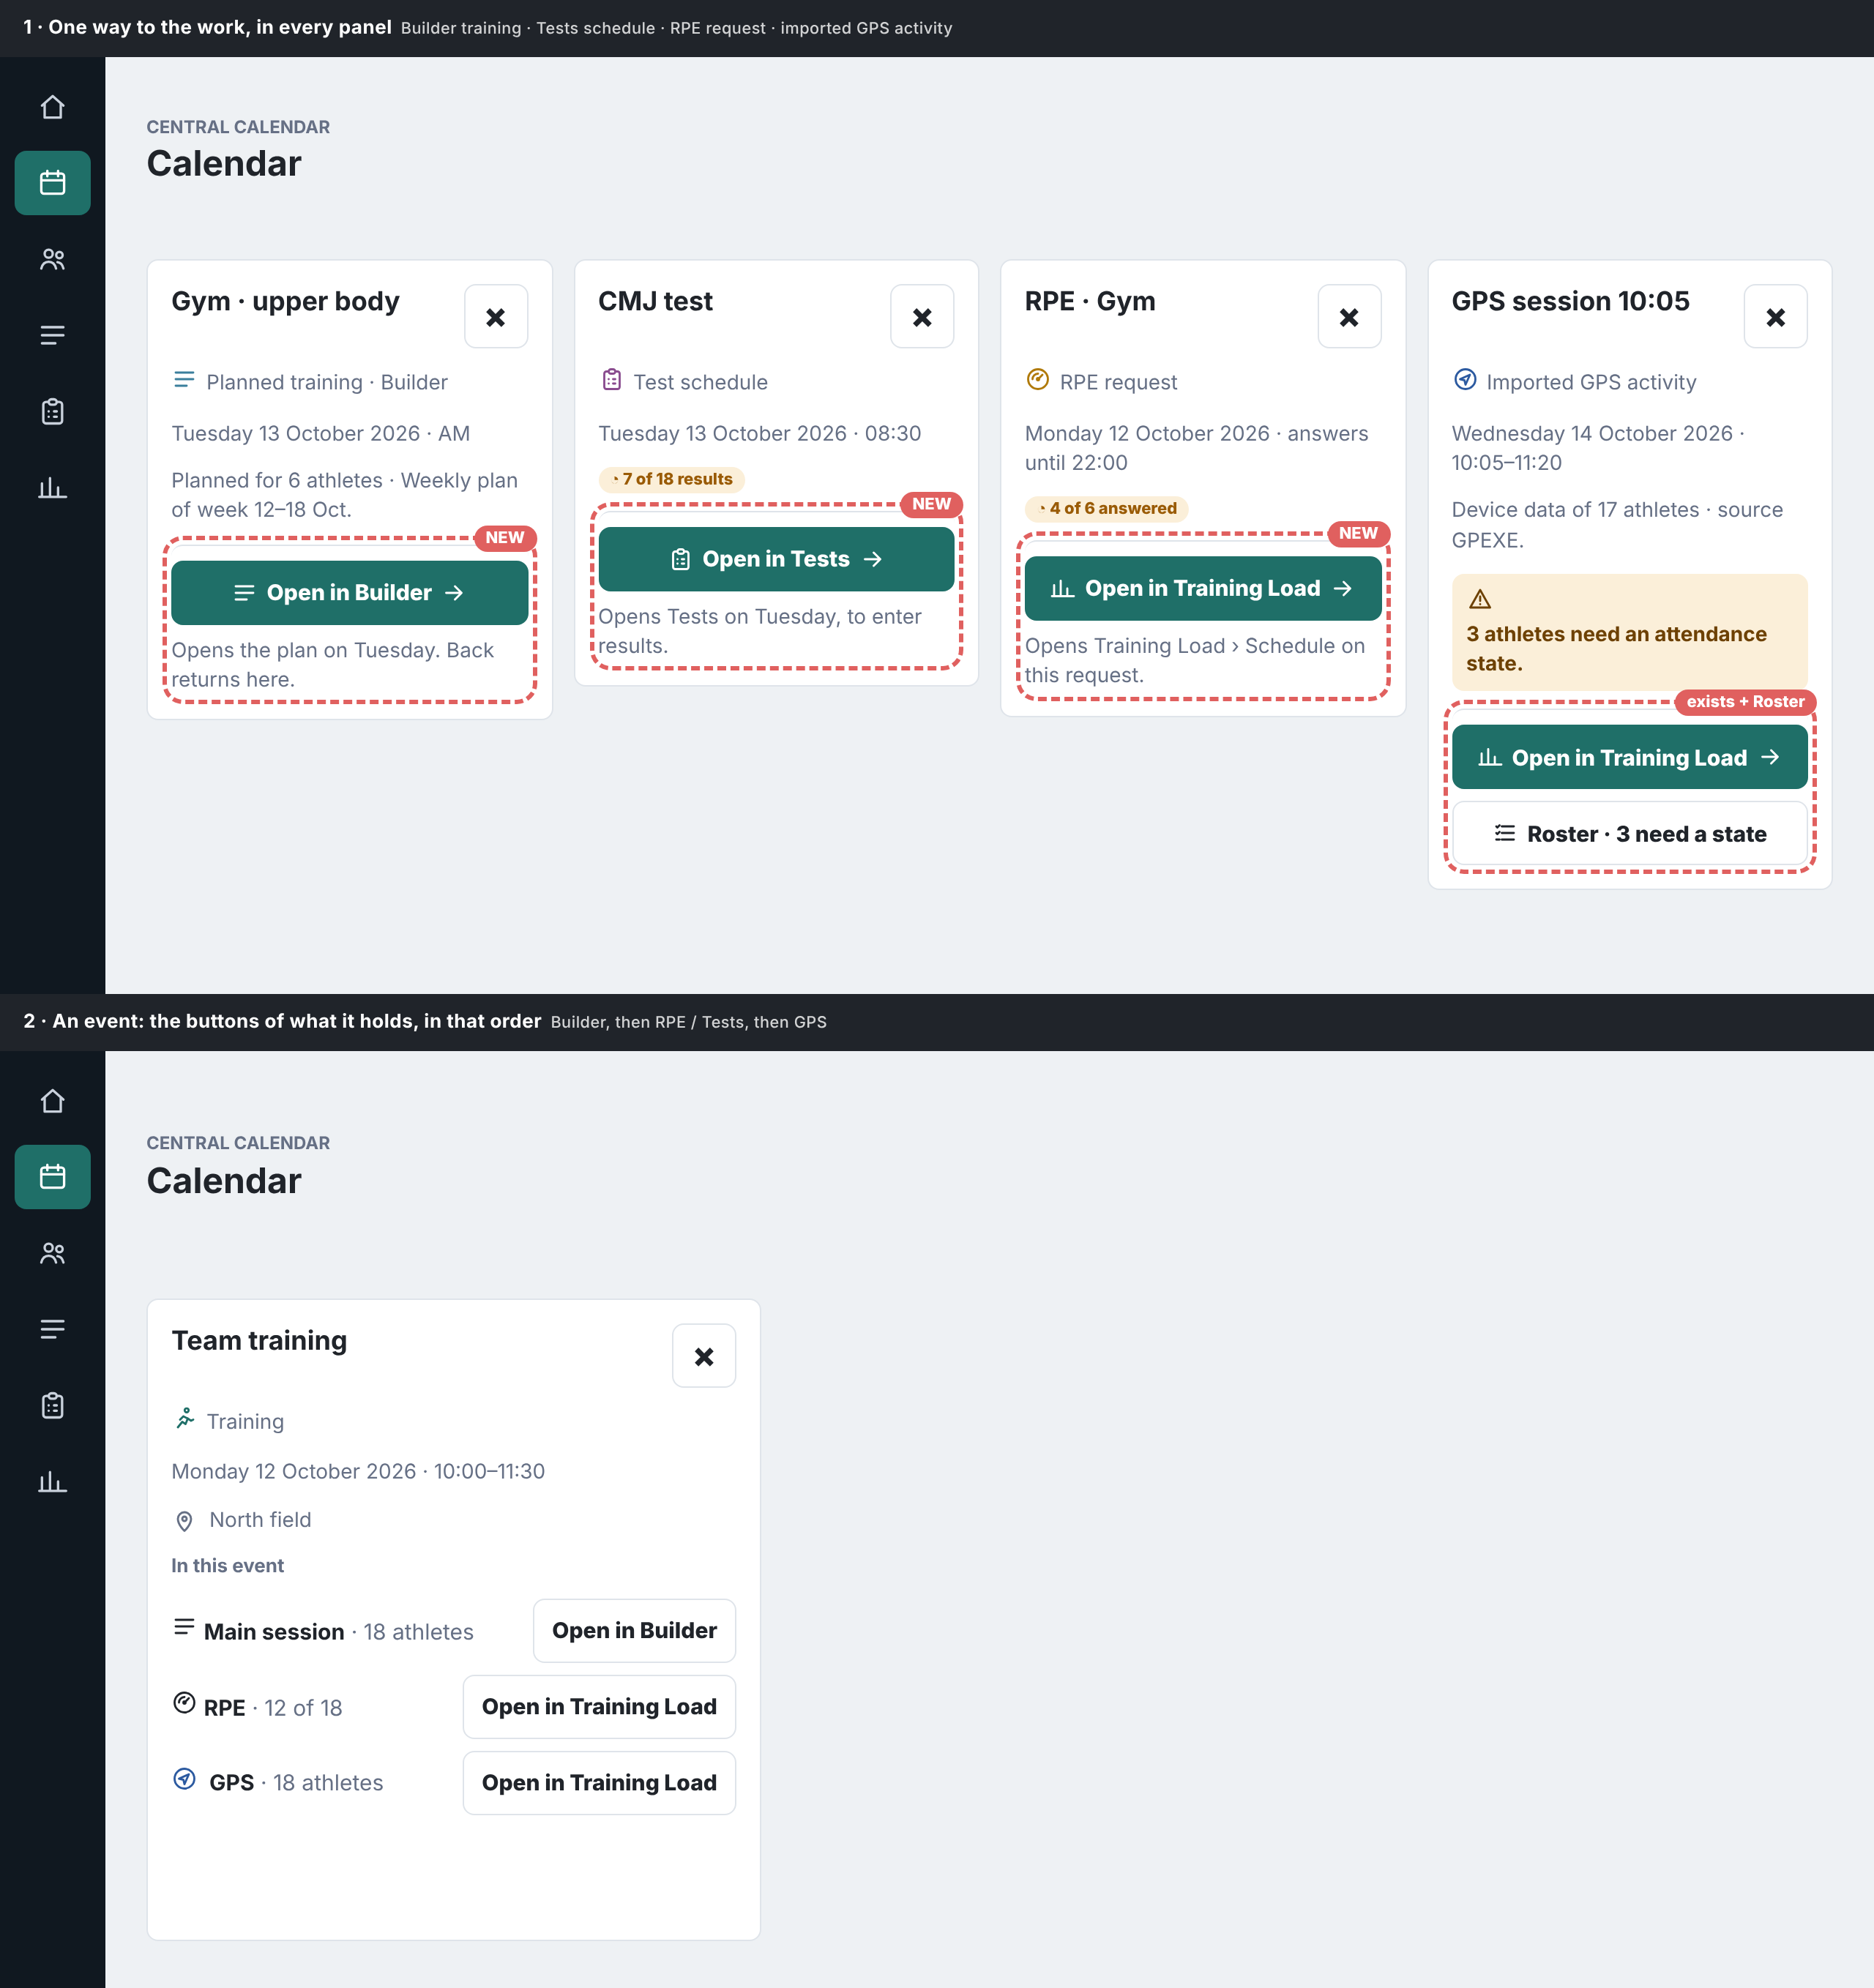 1 · One way to the work, in every panel Builder training · Tests schedule · RPE request · imported GPS activity
CENTRAL CALENDAR
Calendar
Gym · upper body
Planned training · Builder
Tuesday 13 October 2026 · AM
Planned for 6 athletes · Weekly plan
of week 12–18 Oct.
NEW
Open in Builder →
Opens the plan on Tuesday. Back
returns here.
CMJ test
Test schedule
Tuesday 13 October 2026 · 08:30
7 of 18 results
NEW
Open in Tests →
Opens Tests on Tuesday, to enter
results.
RPE · Gym
RPE request
Monday 12 October 2026 · answers
until 22:00
4 of 6 answered
NEW
Open in Training Load →
Opens Training Load › Schedule on
this request.
GPS session 10:05
Imported GPS activity
Wednesday 14 October 2026 ·
10:05–11:20
Device data of 17 athletes · source
GPEXE.
3 athletes need an attendance
state.
exists + Roster
Open in Training Load →
Roster · 3 need a state
2 · An event: the buttons of what it holds, in that order Builder, then RPE / Tests, then GPS
CENTRAL CALENDAR
Calendar
Team training
Training
Monday 12 October 2026 · 10:00–11:30
North field
In this event
Main session · 18 athletes
Open in Builder
RPE · 12 of 18
Open in Training Load
GPS · 18 athletes
Open in Training Load